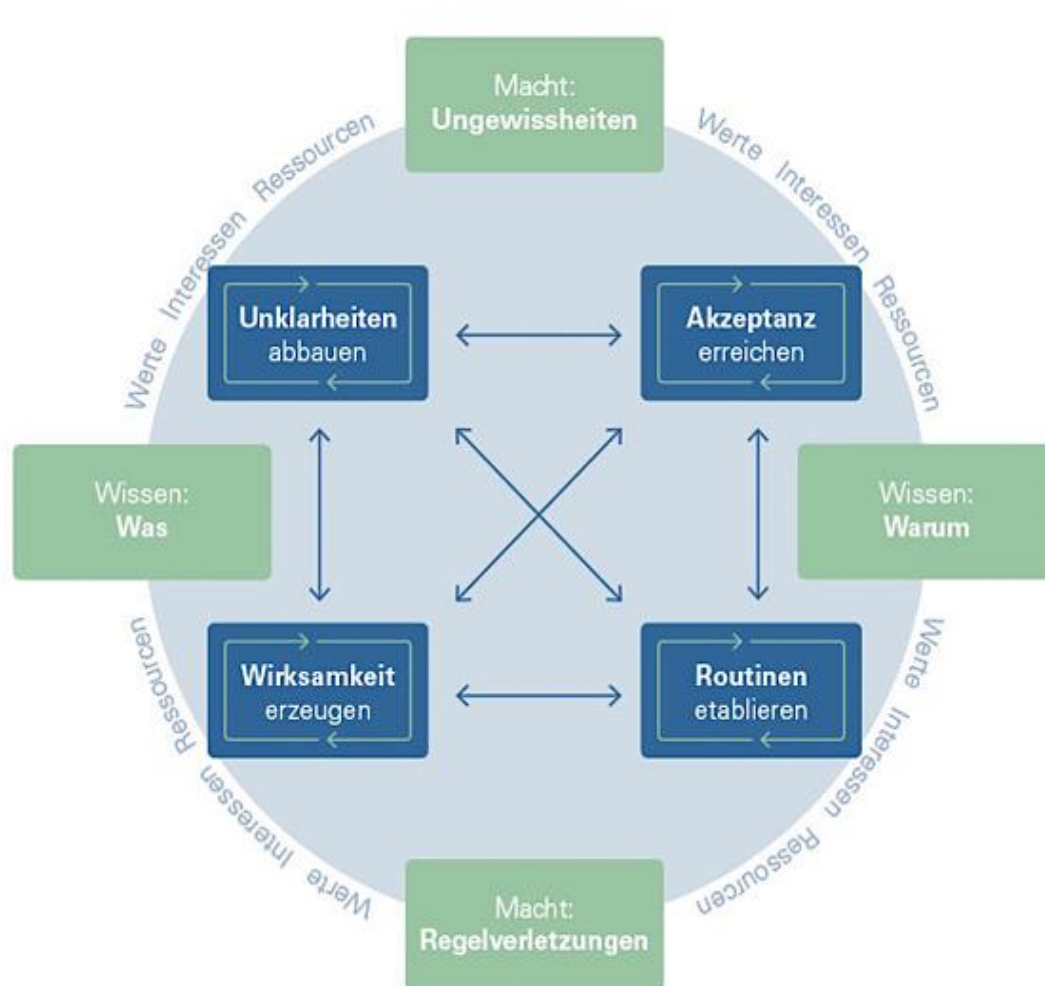 Macht:
Ungewissheiten
Werte Interessen Ressourcen
Werte Interessen Ressourcen
Unklarheiten
abbauen
Akzeptanz
erreichen
Wissen:
Was
Wissen:
Warum
Wirksamkeit
erzeugen
Routinen
etablieren
Werte Interessen Ressourcen
Werte Interessen Ressourcen
Macht:
Regelverletzungen